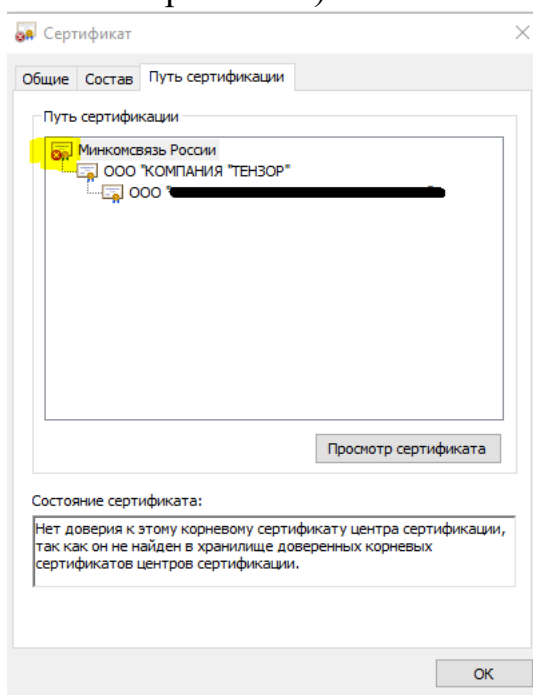 Сертификат
Общие Состав Путь сертификации
Путь сертификации
Минкомсвязь России
ООО "КОМПАНИЯ "ТЕНЗОР"
ООО "
Просмотр сертификата
Состояние сертификата:
Нет доверия к этому корневому сертификату центра сертификации,
так как он не найден в хранилище доверенных корневых
сертификатов центров сертификации.
ОК